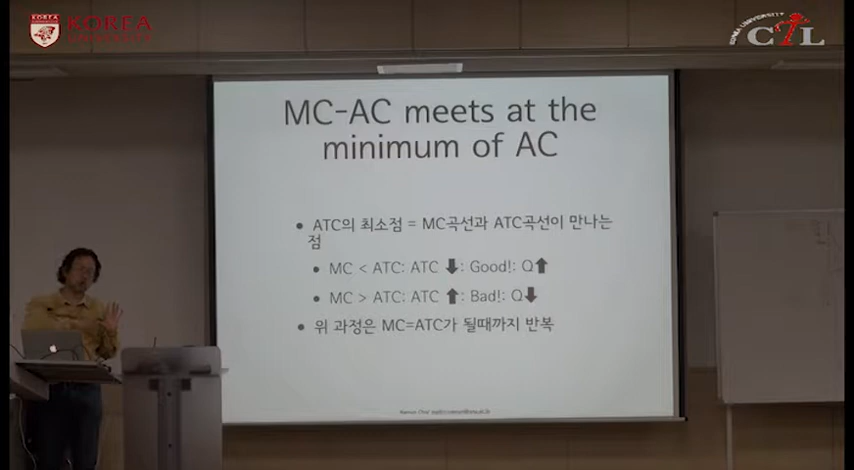 KOREA
CTL
MC-AC meets at the
minimum of AC
• ATC의 최소점 = MC곡선과 ATC곡선이 만나는
점
• MC < ATC: ATC ⬇: Good!: Q⬆
• MC > ATC: ATC ⬆: Bad!: Q⬇
• 위 과정은 MC=ATC가 될때까지 반복